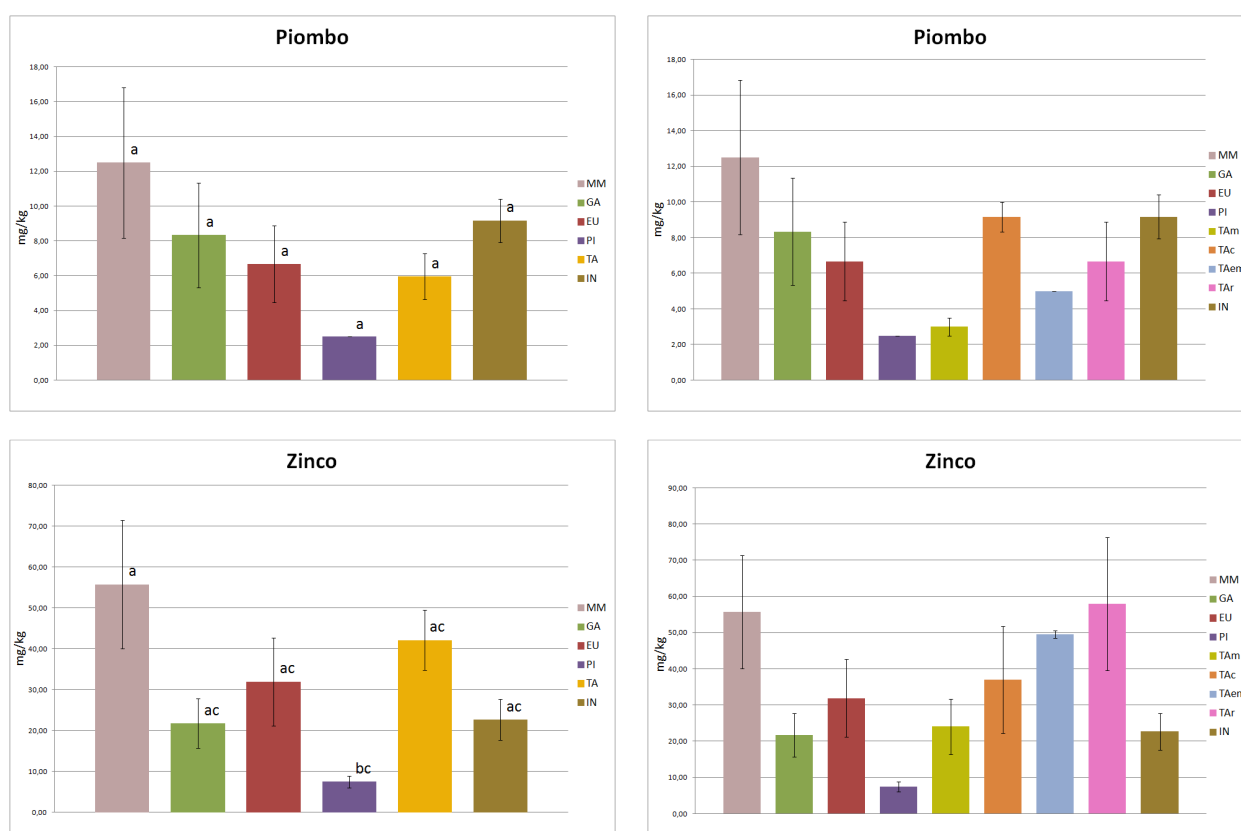 Piombo
18,00
16,00
14,00
12,00
10,00
8,00
6,00
4,00
2,00
0,00
mg/kg
a
a
a
a
a
a
MM
GA
EU
PI
TA
IN
Piombo
18,00
16,00
14,00
12,00
10,00
8,00
6,00
4,00
2,00
0,00
mg/kg
MM
GA
EU
PI
TAm
TAc
TAem
TAr
IN
Zinco
80,00
70,00
60,00
50,00
40,00
30,00
20,00
10,00
0,00
mg/kg
a
ac
ac
bc
ac
ac
MM
GA
EU
PI
TA
IN
Zinco
90,00
80,00
70,00
60,00
50,00
40,00
30,00
20,00
10,00
0,00
mg/kg
MM
GA
EU
PI
TAm
TAc
TAem
TAr
IN